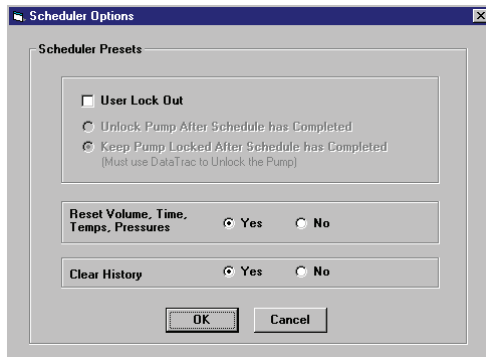 Scheduler Options
Scheduler Presets
User Lock Out
Unlock Pump After Schedule has Completed
Keep Pump Locked After Schedule has Completed
(Must use DataTrac to Unlock the Pump)
Reset Volume, Time,
Temps, Pressures
Yes No
Clear History Yes No
OK Cancel